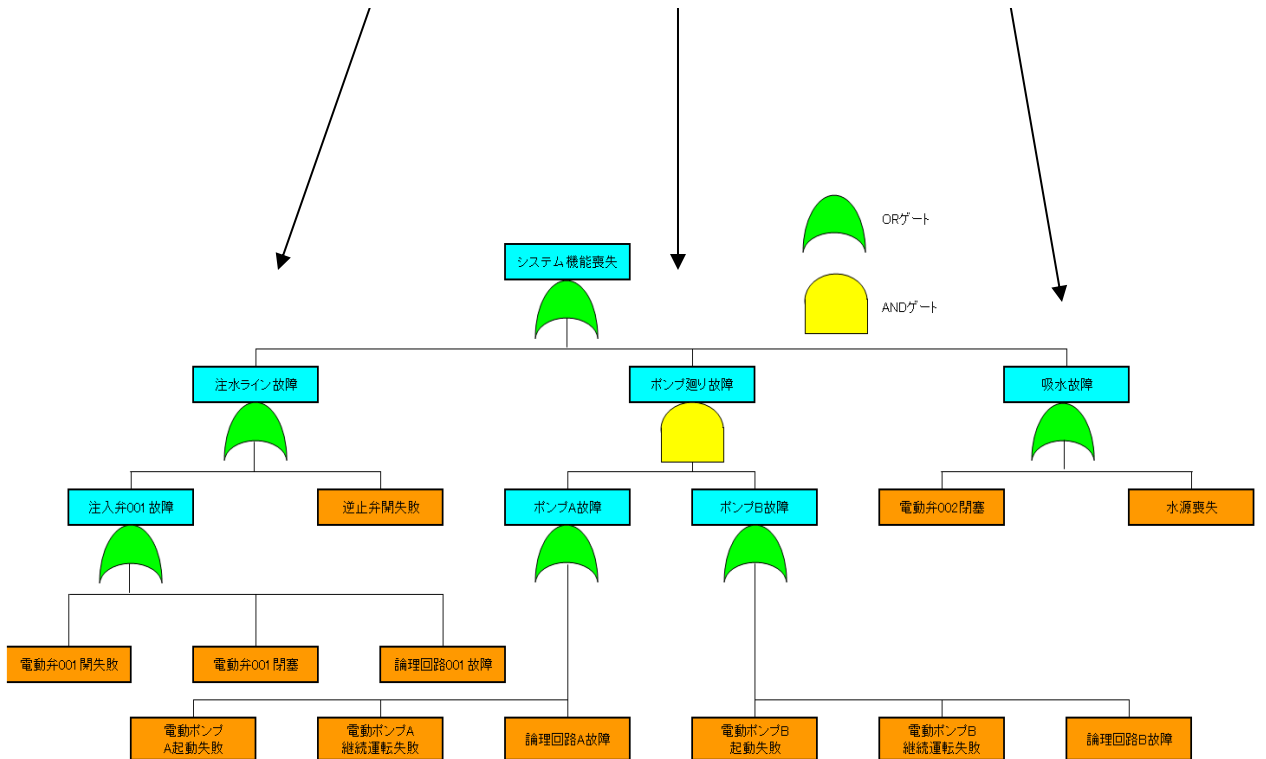 ORゲート
システム機能喪失
ANDゲート
注水ライン故障
ポンプ廻り故障
吸水故障
注入弁001故障
逆止弁開失敗
ポンプA故障
ポンプB故障
電動弁002閉塞
水源喪失
電動弁001開失敗
電動弁001閉塞
論理回路001故障
電動ポンプ
A起動失敗
電動ポンプA
継続運転失敗
論理回路A故障
電動ポンプB
起動失敗
電動ポンプB
継続運転失敗
論理回路B故障